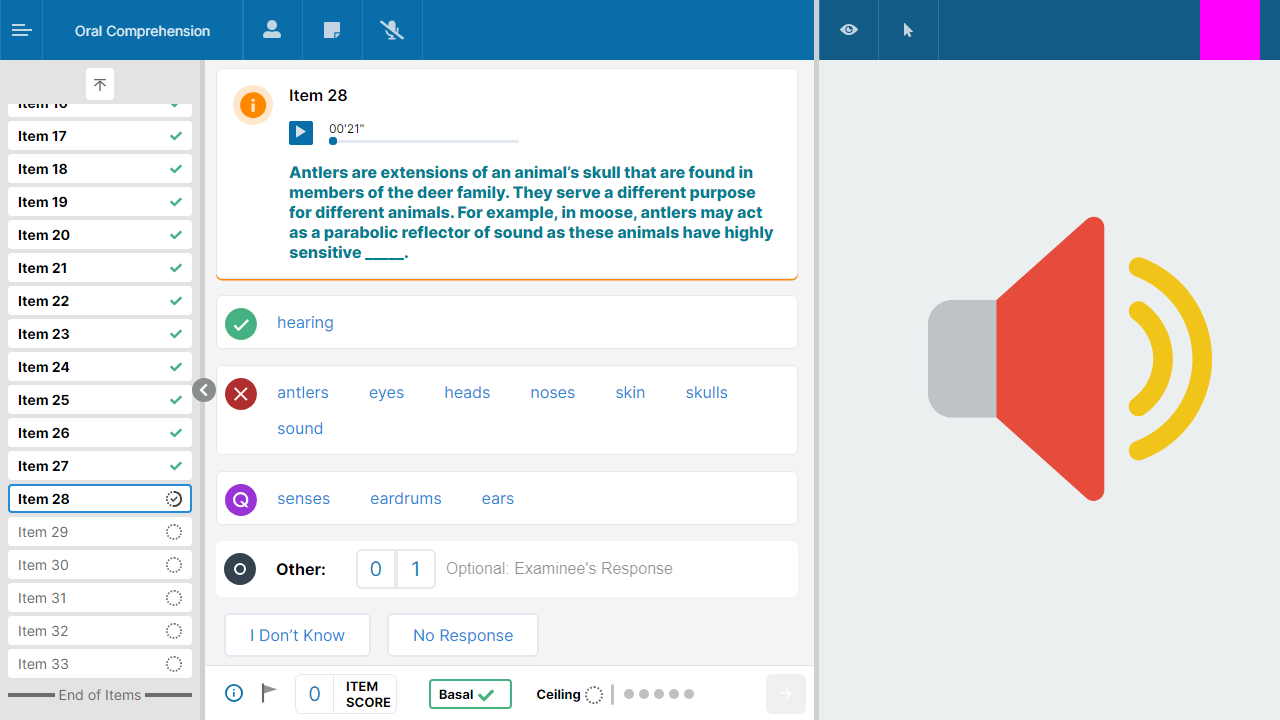 Oral Comprehension
Item 16
Item 17
Item 18
Item 19
Item 20
Item 21
Item 22
Item 23
Item 24
Item 25
Item 26
Item 27
Item 28
Item 29
Item 30
Item 31
Item 32
Item 33
End of Items
Item 28
00'21"
Antlers are extensions of an animal's skull that are found in
members of the deer family. They serve a different purpose
for different animals. For example, in moose, antlers may act
as a parabolic reflector of sound as these animals have highly
sensitive _____.
hearing
antlers eyes heads noses skin skulls
sound
Q senses eardrums ears
Other: 0 1 Optional: Examinee's Response
I Don't Know No Response
0 ITEM SCORE Basal Ceiling